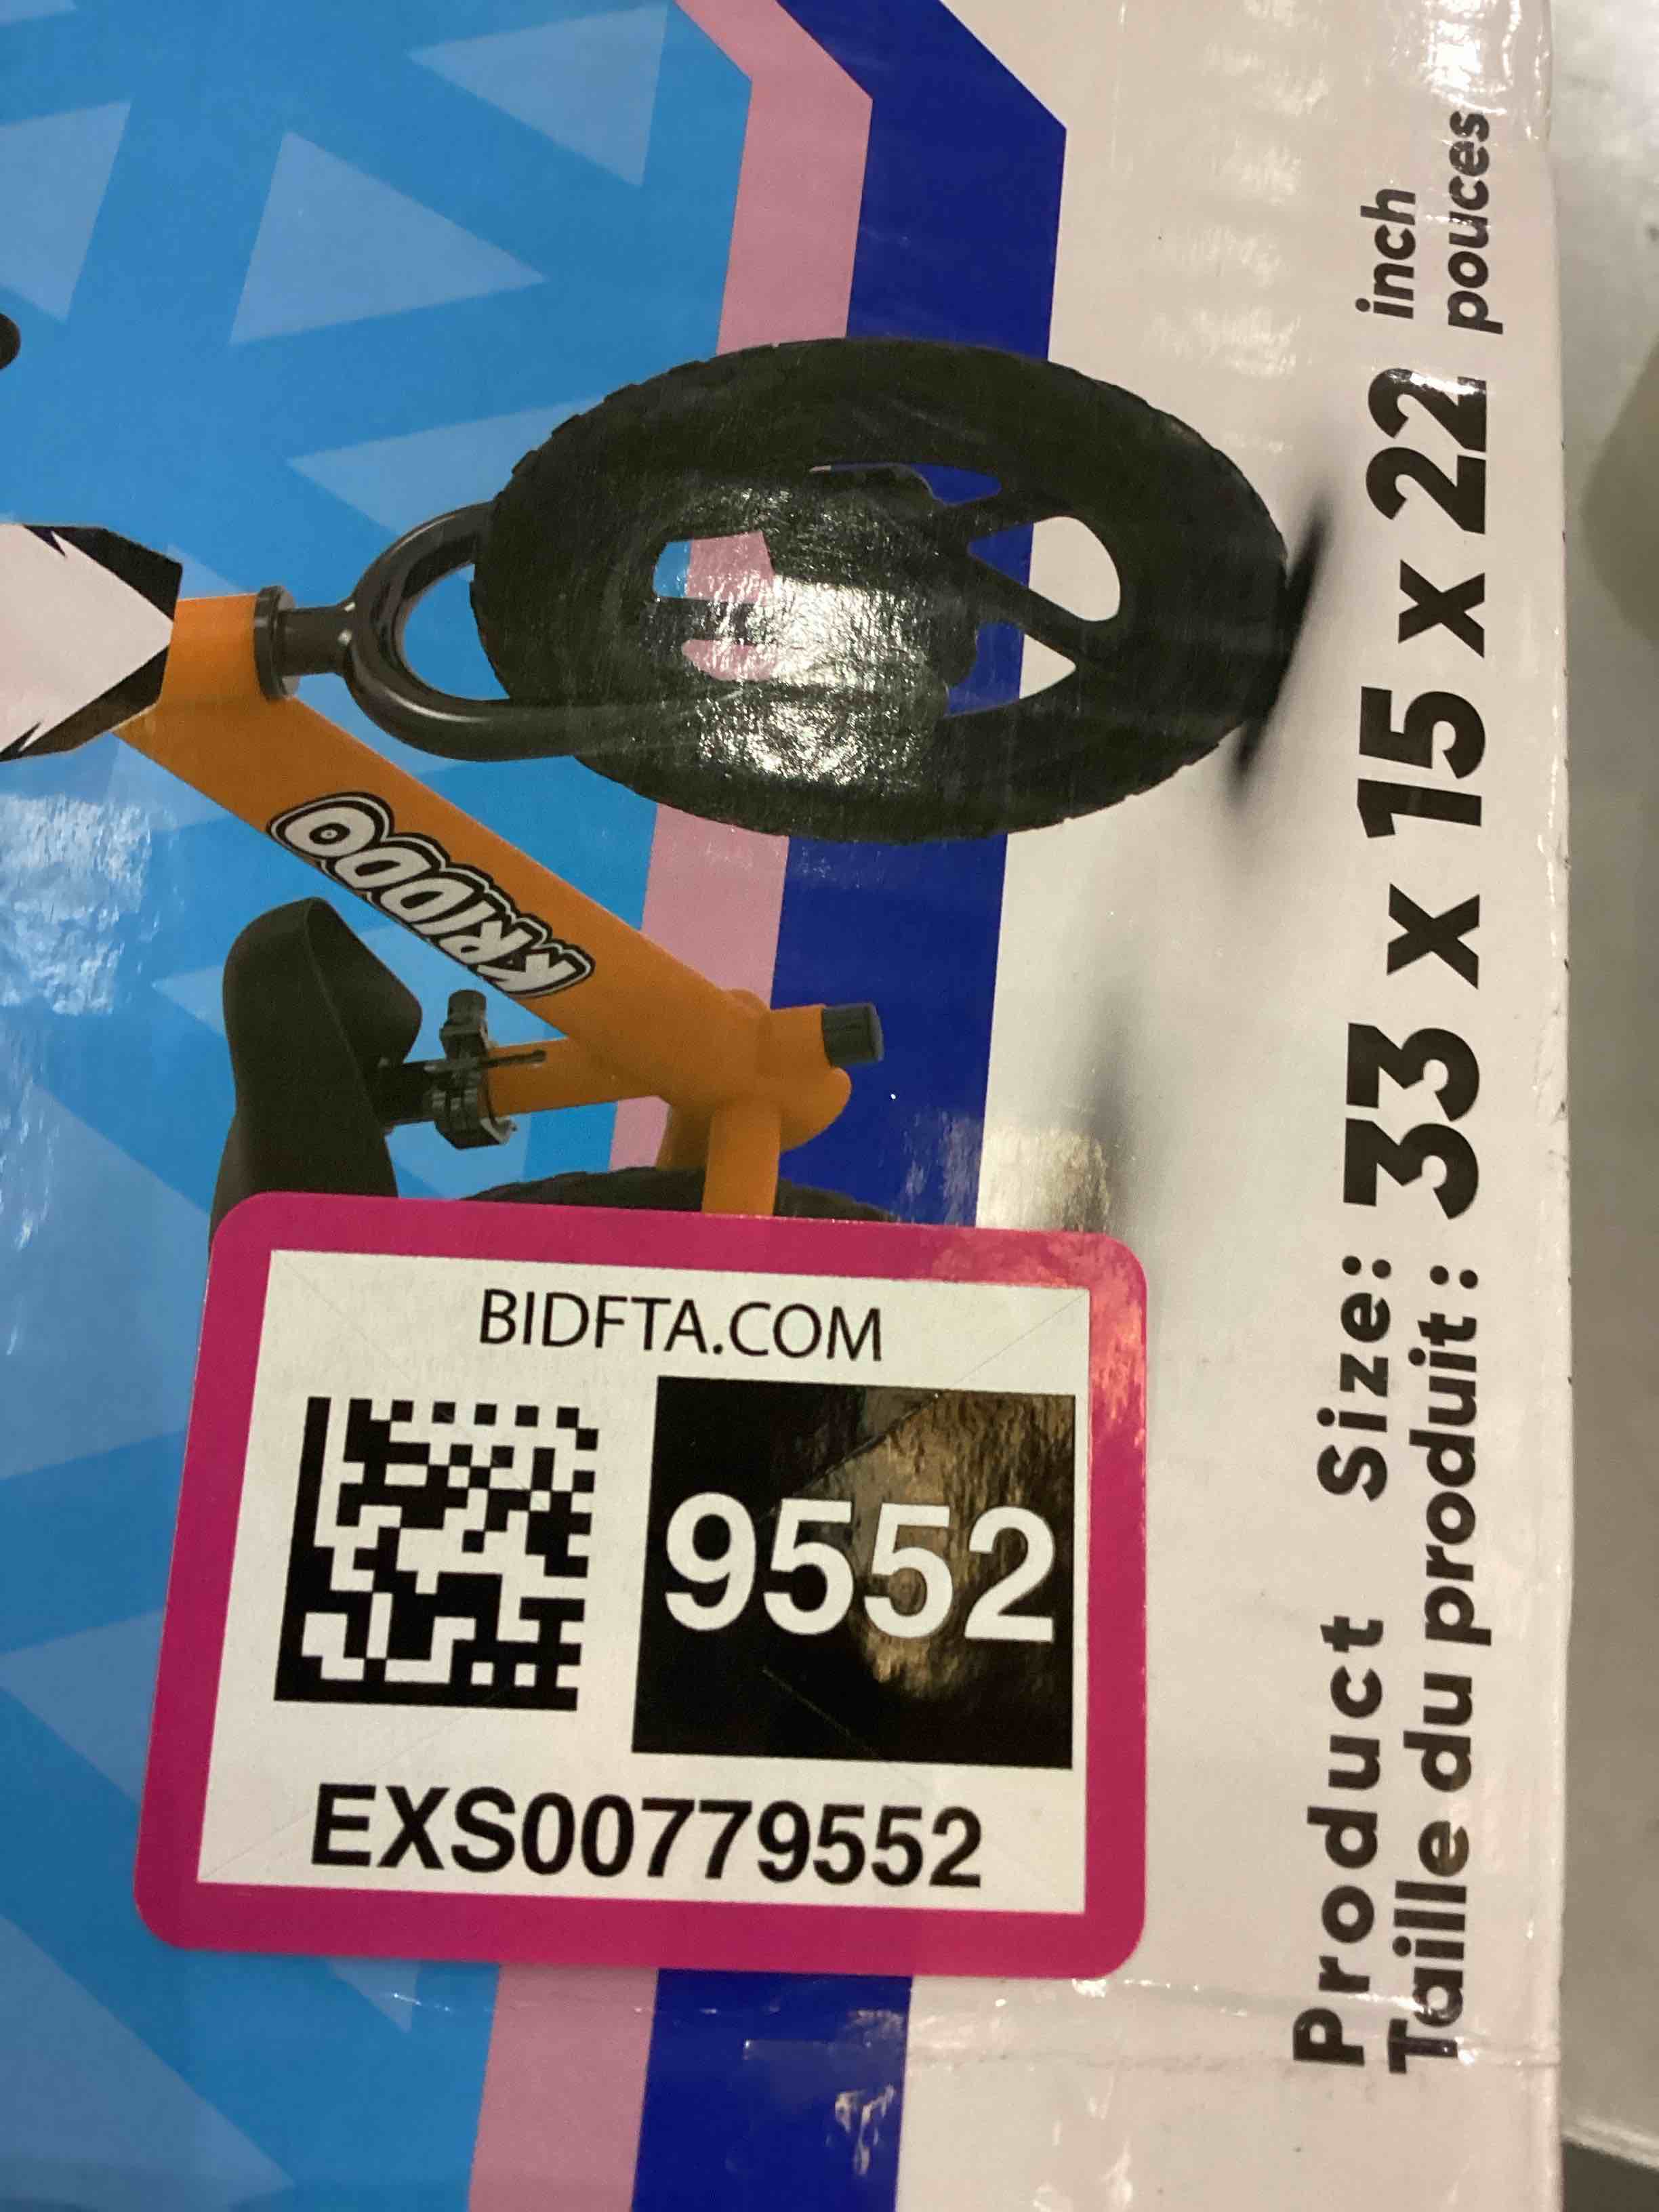 KRIDDO
BIDFTA.COM
9552
EXS00779552
Product Size: 33 x 15 x 22 inch
Taille du produit : pouces